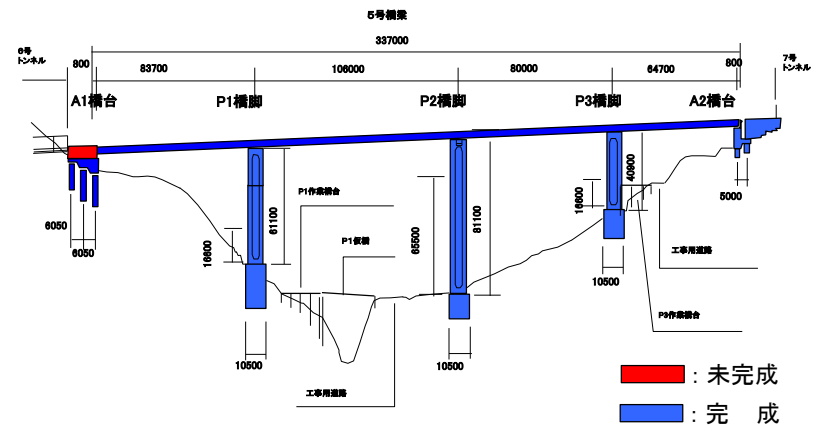 5号橋梁
337000
6号
トンネル
7号
トンネル
800
83700
106000
80000
64700
800
A1橋台
P1橋脚
P2橋脚
P3橋脚
A2橋台
6050
6050
16600
61100
P1作業構台
P1仮橋
65500
81100
16600
40900
5000
10500
10500
10500
工事用道路
工事用道路
P3作業構台
：未完成
：完　成